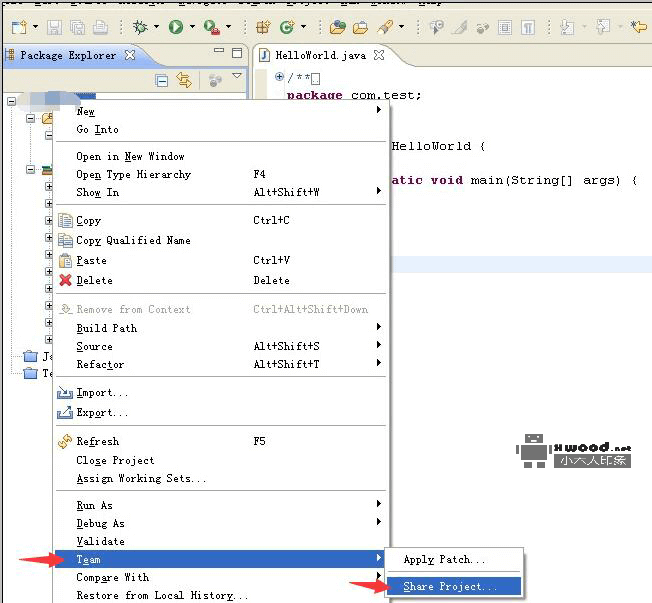 Package Explorer
HelloWorld.java
/**
package com.test;
HelloWorld {
atic void main(String[] args) {
New
Go Into
Open in New Window
Open Type Hierarchy F4
Show In Alt+Shift+W
Copy Ctrl+C
Copy Qualified Name
Paste Ctrl+V
Delete Delete
Remove from Context Ctrl+Alt+Shift+Down
Build Path
Source Alt+Shift+S
Refactor Alt+Shift+T
Import...
Export...
Refresh F5
Close Project
Assign Working Sets...
Run As
Debug As
Validate
Team
Compare With
Restore from Local History...
Apply Patch...
Share Project...
Ja
Te
xwood.net
小木人印象